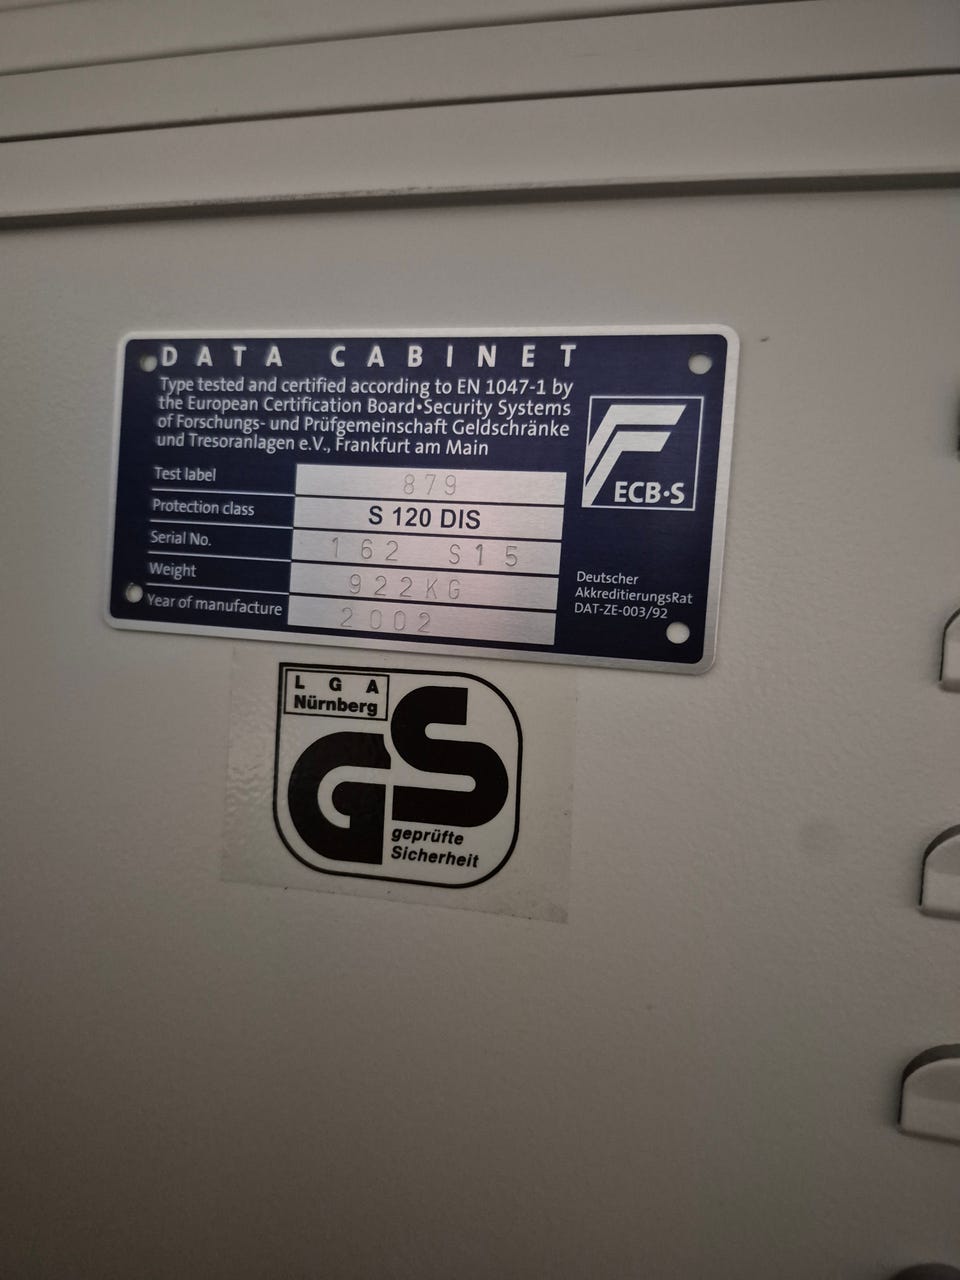 DATA CABINET
Type tested and certified according to EN 1047-1 by
the European Certification Board•Security Systems
of Forschungs- und Prüfgemeinschaft Geldschränke
und Tresoranlagen e.V., Frankfurt am Main
ECB•S
Test label 879
Protection class S 120 DIS
Serial No. 162 S15
Weight 922KG
Year of manufacture 2002
Deutscher
AkkreditierungsRat
DAT-ZE-003/92
LGA
Nürnberg
GS
geprüfte
Sicherheit